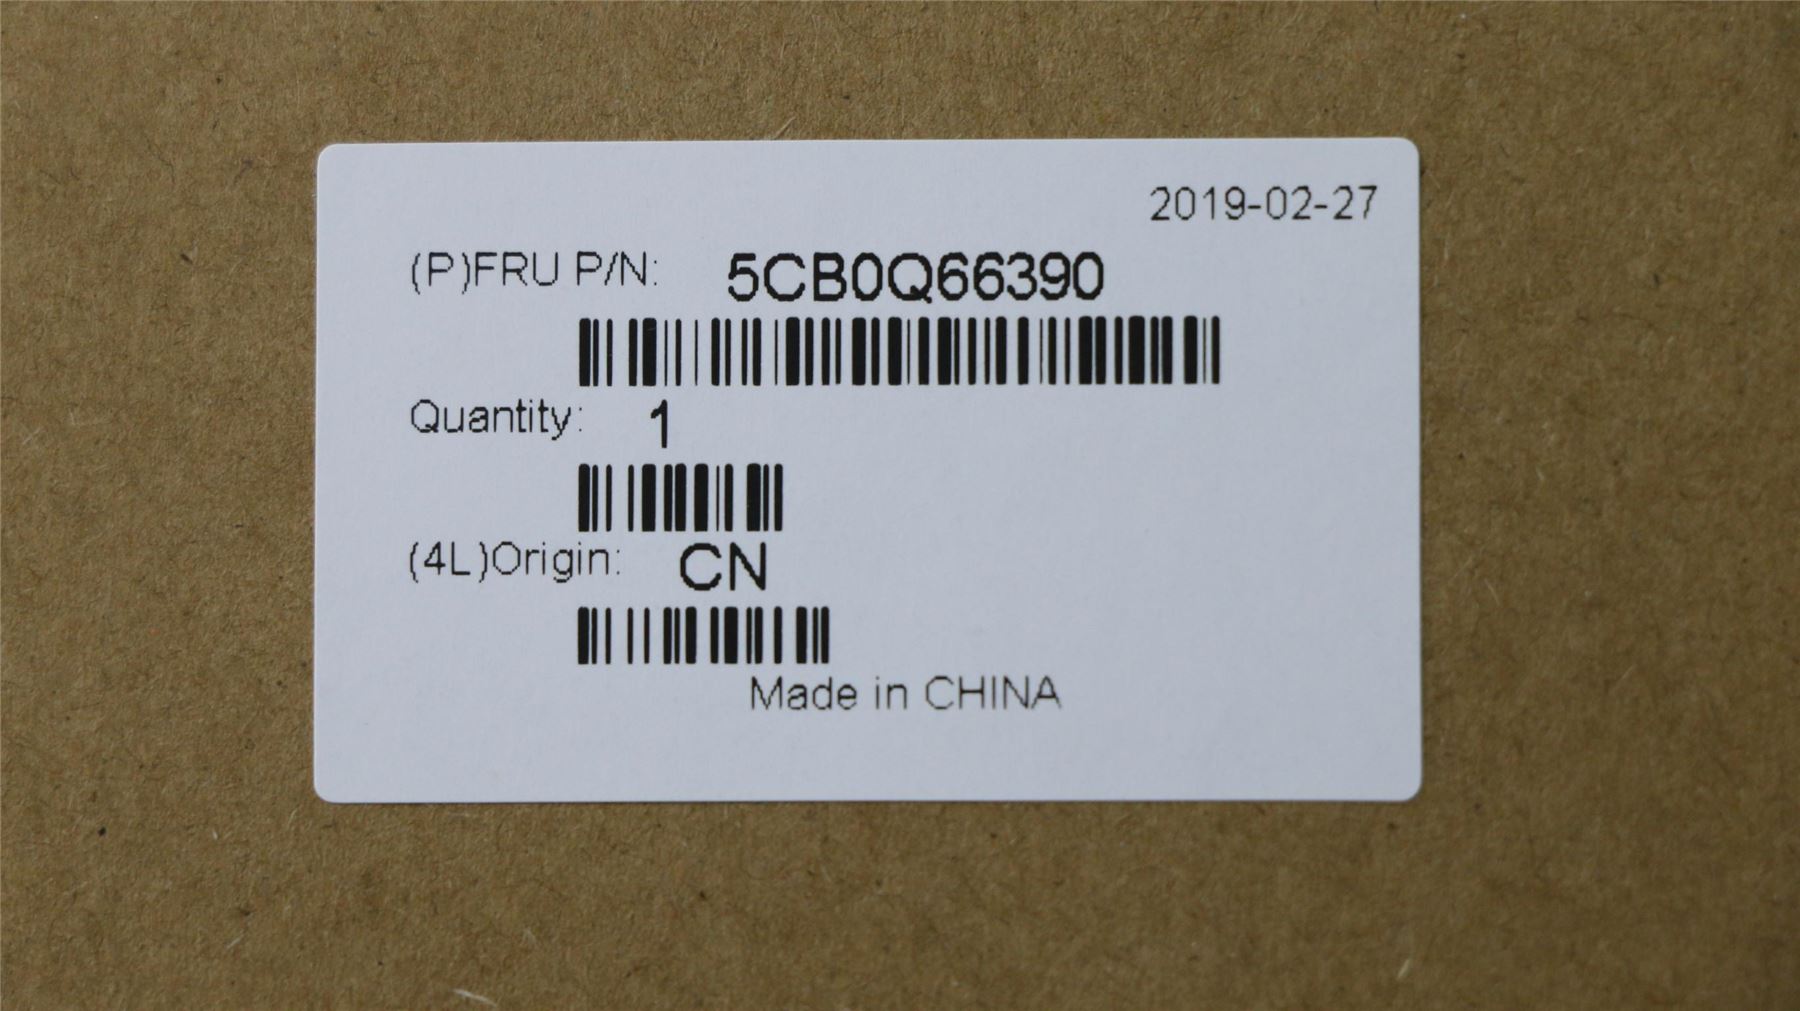 2019-02-27
(P)FRU P/N: 5CB0Q66390
Quantity: 1
(4L)Origin: CN
Made in CHINA